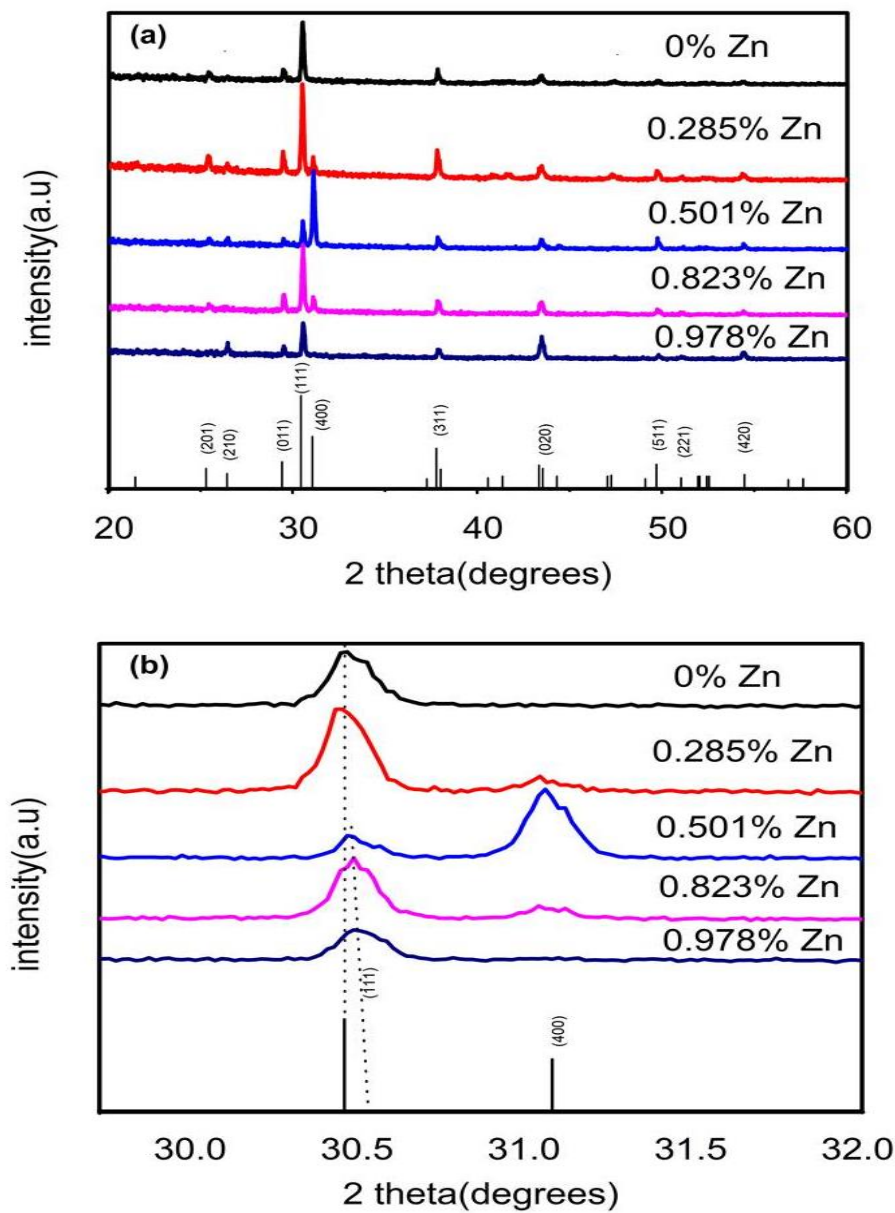 (a)
0% Zn
0.285% Zn
0.501% Zn
0.823% Zn
0.978% Zn
intensity(a.u)
(201)
(210)
(011)
(111)
(400)
(311)
(020)
(511)
(221)
(420)
20 30 40 50 60
2 theta(degrees)
(b)
0% Zn
0.285% Zn
0.501% Zn
0.823% Zn
0.978% Zn
intensity(a.u)
(111)
(400)
30.0 30.5 31.0 31.5 32.0
2 theta(degrees)